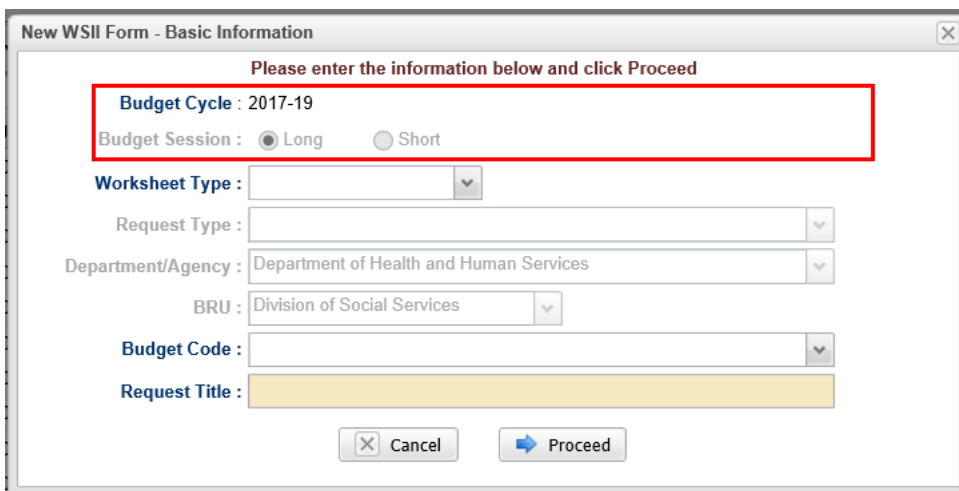 New WSII Form - Basic Information
Please enter the information below and click Proceed
Budget Cycle : 2017-19
Budget Session : Long Short
Worksheet Type :
Request Type :
Department/Agency : Department of Health and Human Services
BRU : Division of Social Services
Budget Code :
Request Title :
Cancel Proceed